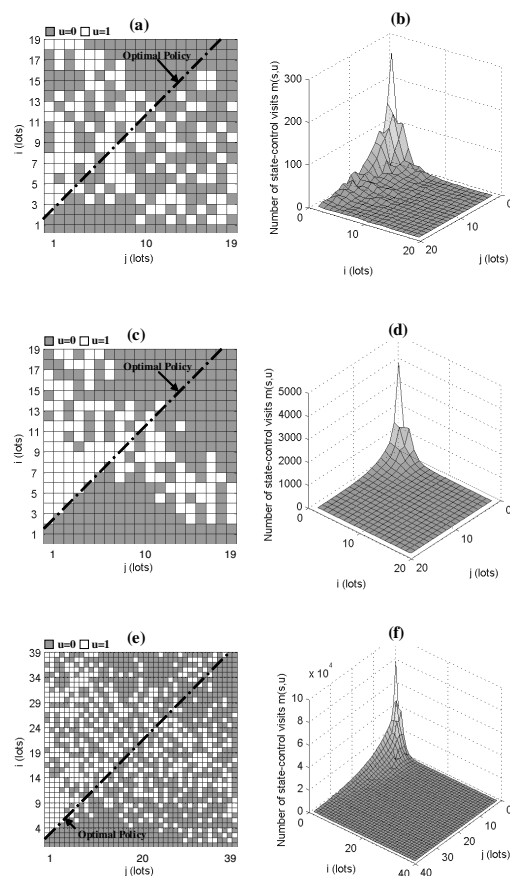 (a)
u=0 u=1
Optimal Policy
19
17
15
13
11
9
7
5
3
1
i (lots)
1 10 19
j (lots)
(b)
Number of state-control visits m(s,u)
300
200
100
0
0 10 20
i (lots)
20 10 0
j (lots)
(c)
u=0 u=1
Optimal Policy
19
17
15
13
11
9
7
5
3
1
i (lots)
1 10 19
j (lots)
(d)
Number of state-control visits m(s,u)
5000
4000
3000
2000
1000
0
0 10 20
i (lots)
20 10 0
j (lots)
(e)
u=0 u=1
39
34
29
24
19
14
9
4
i (lots)
Optimal Policy
1 20 39
j (lots)
(f)
x 10^4
Number of state-control visits m(s,u)
10
8
6
4
2
0
0 20 40
i (lots)
40 30 20 10 0
j (lots)